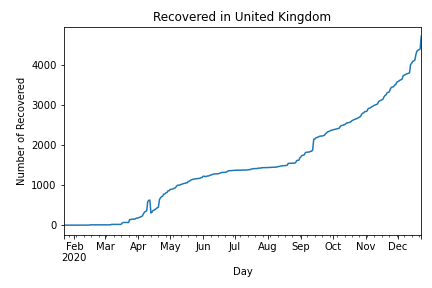 Recovered in United Kingdom
Number of Recovered
4000
3000
2000
1000
0
Feb Mar Apr May Jun Jul Aug Sep Oct Nov Dec
2020
Day